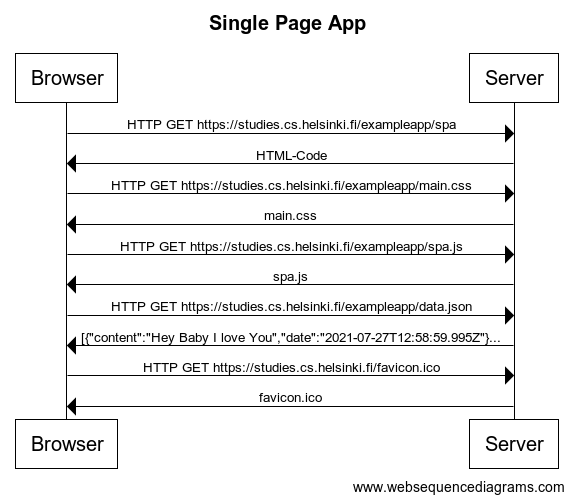 Single Page App
Browser Server
HTTP GET https://studies.cs.helsinki.fi/exampleapp/spa
HTML-Code
HTTP GET https://studies.cs.helsinki.fi/exampleapp/main.css
main.css
HTTP GET https://studies.cs.helsinki.fi/exampleapp/spa.js
spa.js
HTTP GET https://studies.cs.helsinki.fi/exampleapp/data.json
[{"content":"Hey Baby I love You","date":"2021-07-27T12:58:59.995Z"}...
HTTP GET https://studies.cs.helsinki.fi/favicon.ico
favicon.ico
Browser Server
www.websequencediagrams.com